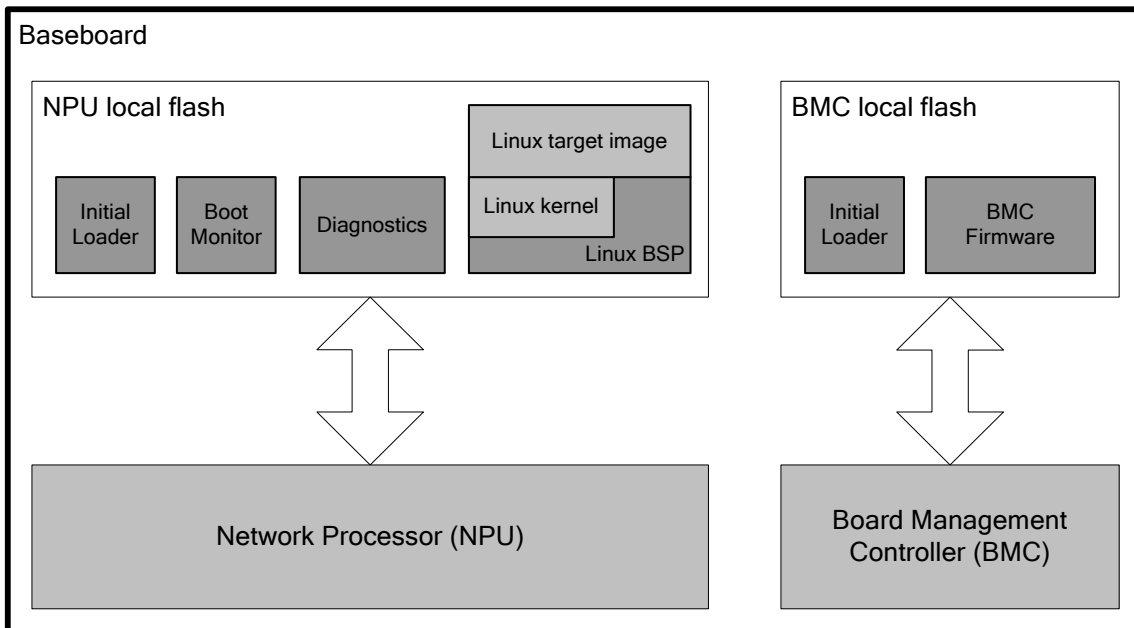 Baseboard
NPU local flash
Linux target image
Linux kernel
Linux BSP
Initial
Loader
Boot
Monitor
Diagnostics
BMC local flash
Initial
Loader
BMC
Firmware
Network Processor (NPU)
Board Management
Controller (BMC)